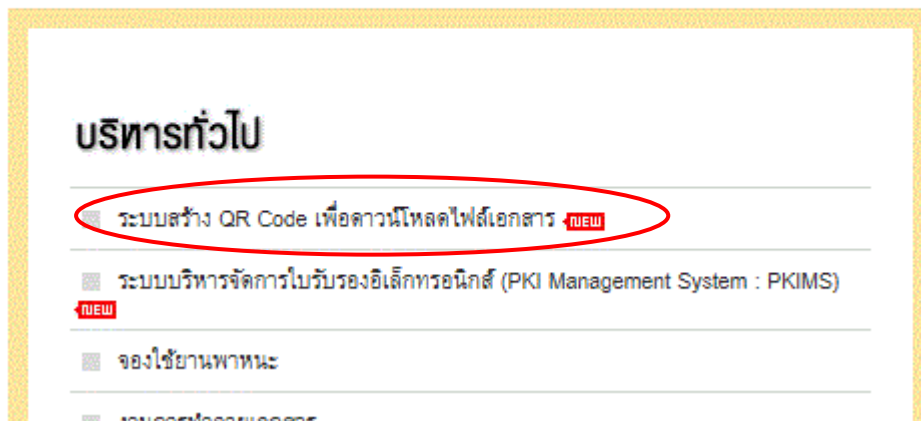 บริหารทั่วไป
ระบบสร้าง QR Code เพื่อดาวน์โหลดไฟล์เอกสาร NEW
ระบบบริหารจัดการใบรับรองอิเล็กทรอนิกส์ (PKI Management System : PKIMS)
NEW
จองใช้ยานพาหนะ